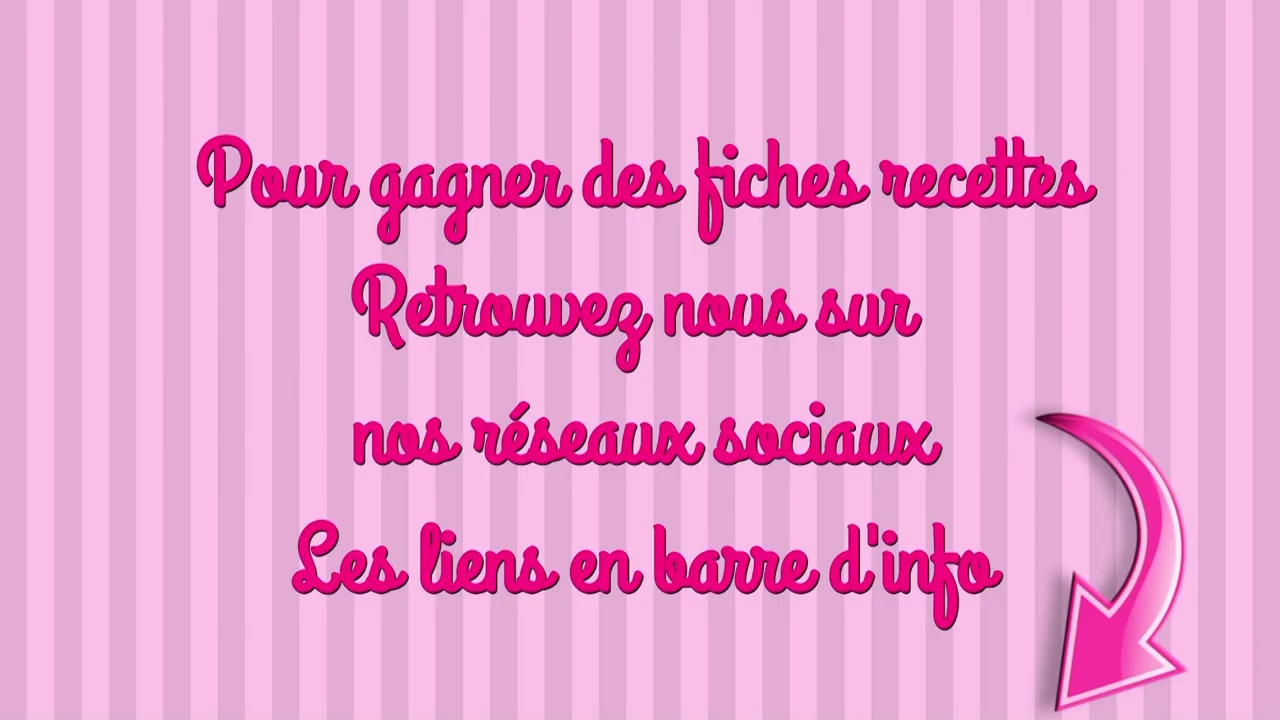 Pour gagner des fiches recettes
Retrouvez nous sur
nos réseaux sociaux
Les liens en barre d'info